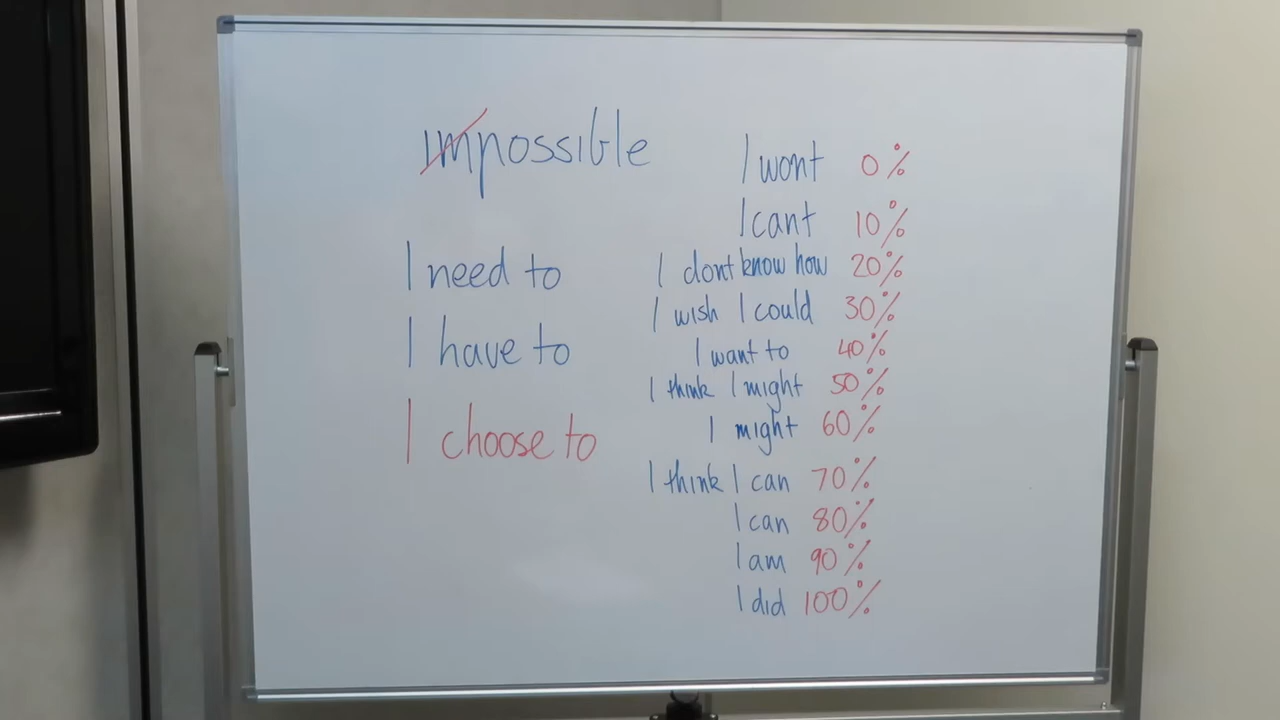 impossible
I need to
I have to
I choose to
I wont 0%
I cant 10%
I dont know how 20%
I wish I could 30%
I want to 40%
I think I might 50%
I might 60%
I think I can 70%
I can 80%
I am 90%
I did 100%